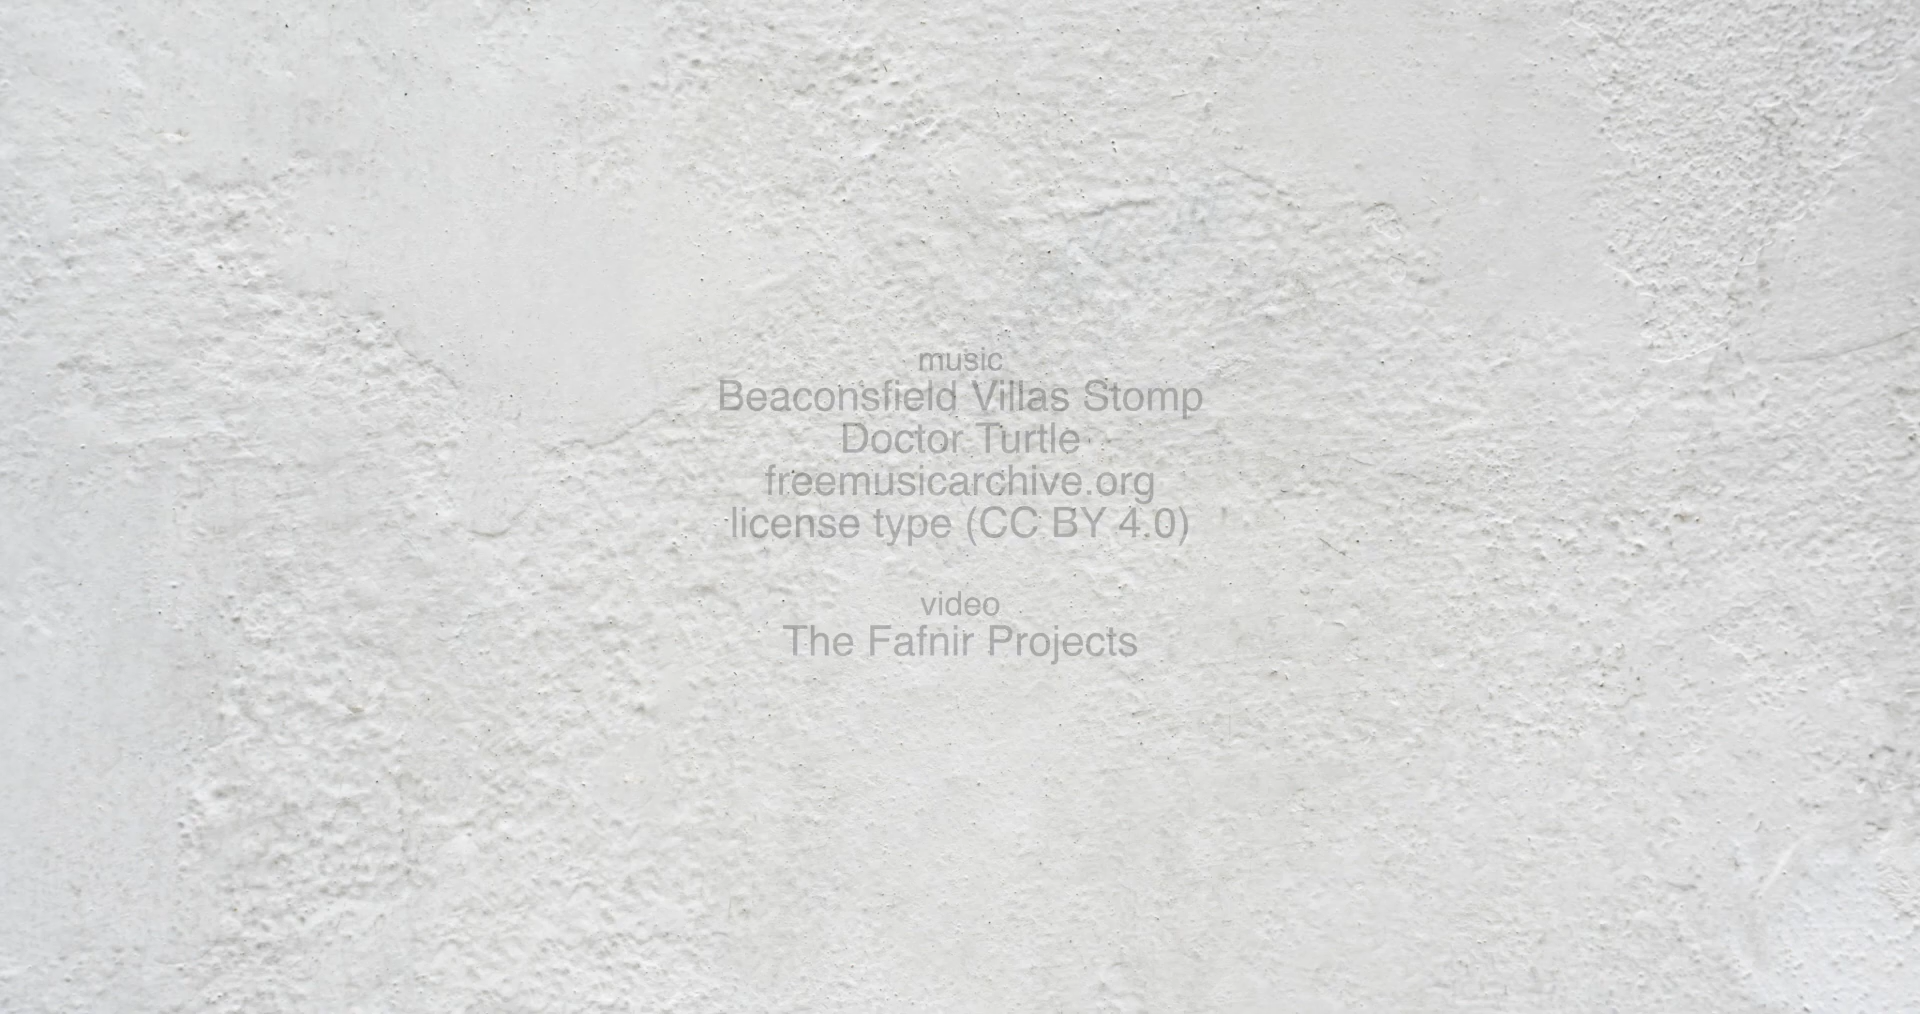 music
Beaconsfield Villas Stomp
Doctor Turtle
freemusicarchive.org
license type (CC BY 4.0)
video
The Fafnir Projects